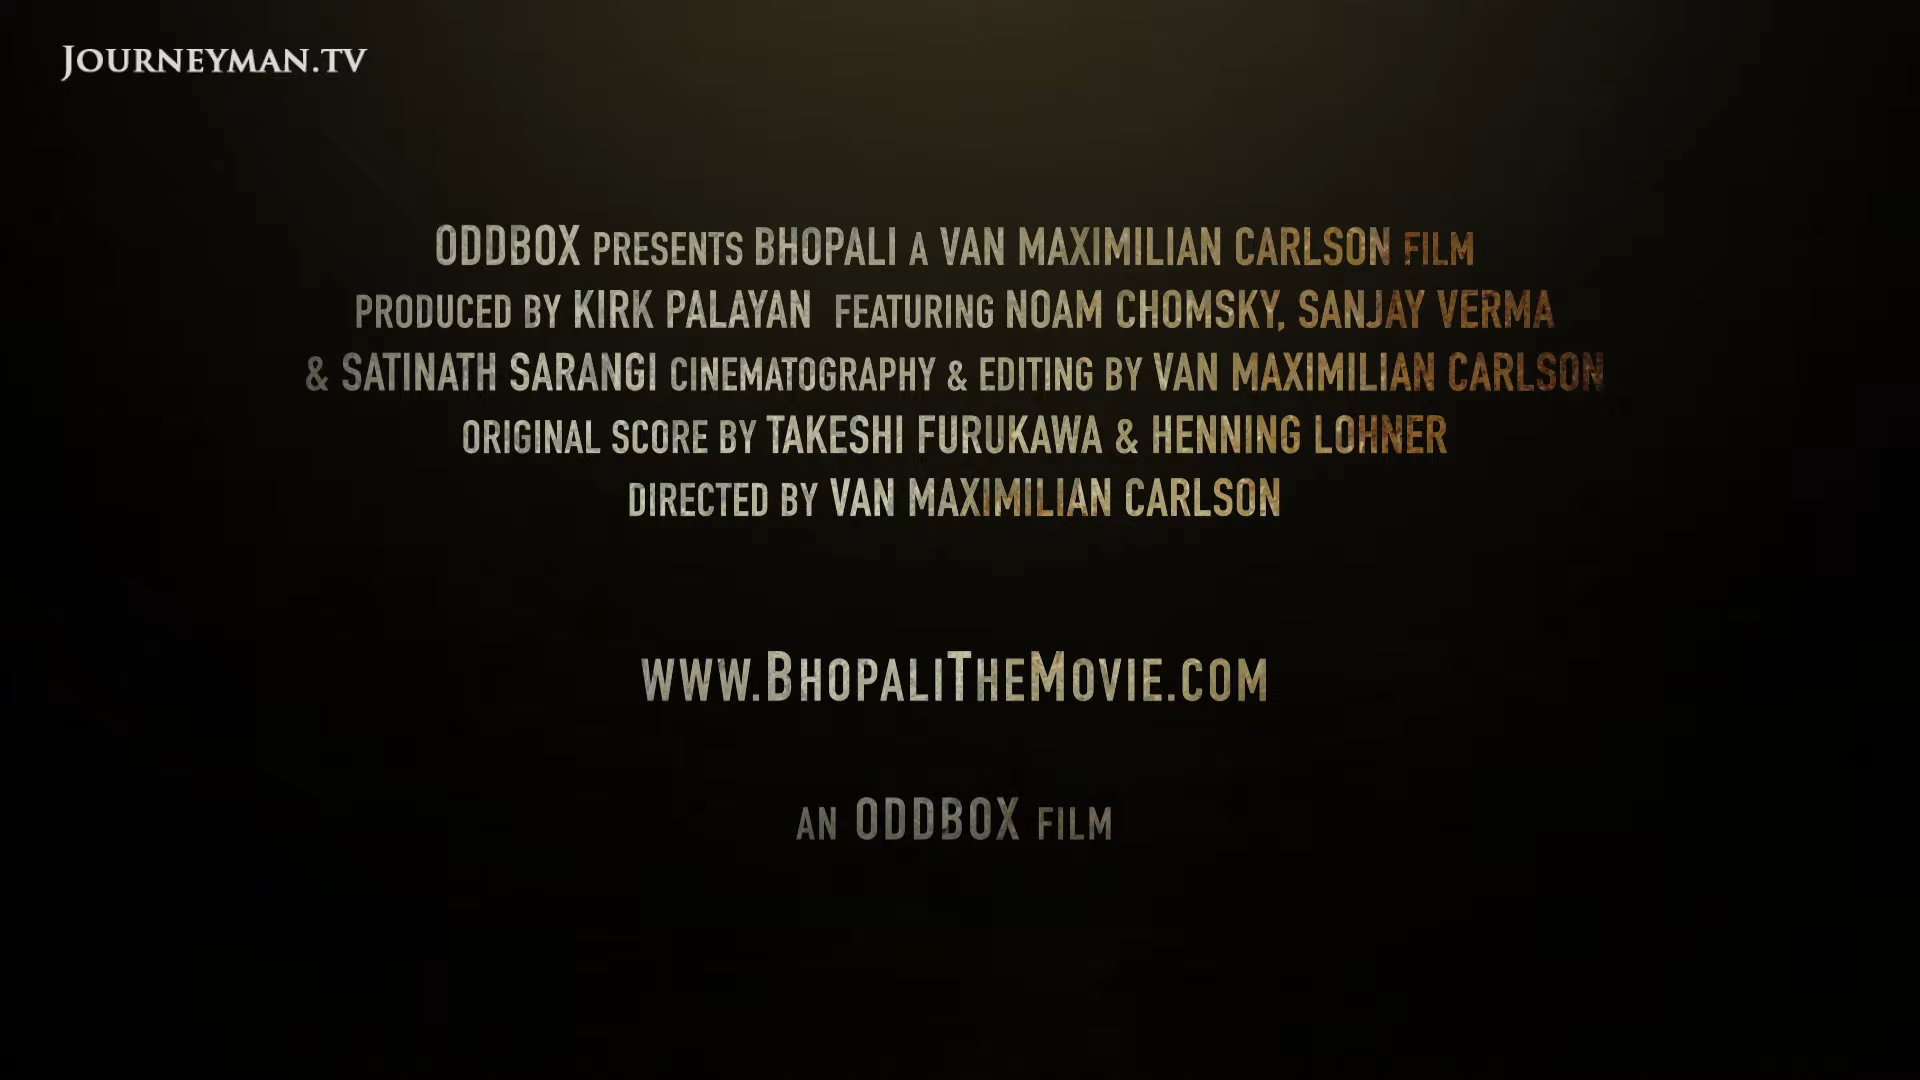 JOURNEYMAN.TV
ODDBOX PRESENTS BHOPALI A VAN MAXIMILIAN CARLSON FILM
PRODUCED BY KIRK PALAYAN FEATURING NOAM CHOMSKY, SANJAY VERMA
& SATINATH SARANGI CINEMATOGRAPHY & EDITING BY VAN MAXIMILIAN CARLSON
ORIGINAL SCORE BY TAKESHI FURUKAWA & HENNING LOHNER
DIRECTED BY VAN MAXIMILIAN CARLSON
WWW.BHOPALITHEMOVIE.COM
AN ODDBOX FILM